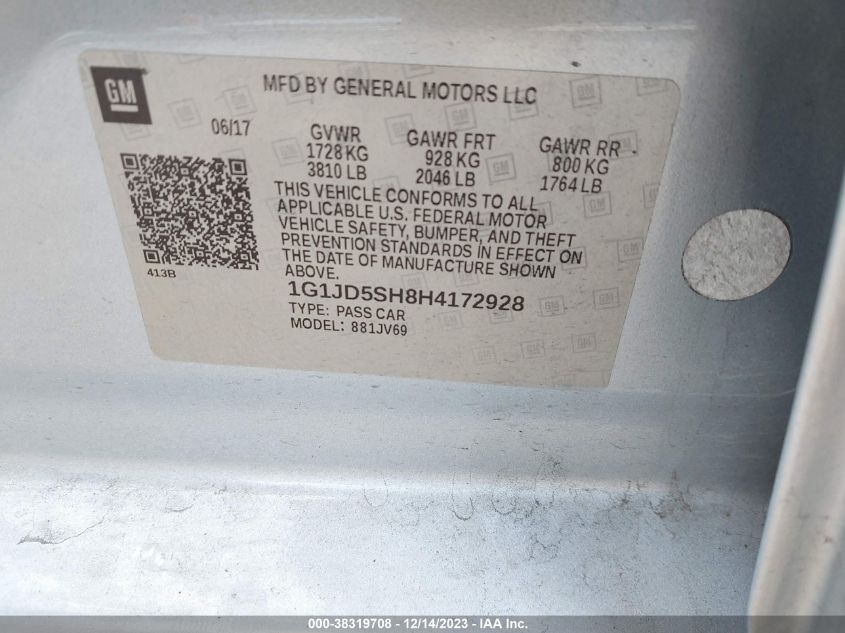 GM
MFD BY GENERAL MOTORS LLC
06/17
GVWR
1728 KG
3810 LB
GAWR FRT
928 KG
2046 LB
GAWR RR
800 KG
1764 LB
THIS VEHICLE CONFORMS TO ALL
APPLICABLE U.S. FEDERAL MOTOR
VEHICLE SAFETY, BUMPER, AND THEFT
PREVENTION STANDARDS IN EFFECT ON
THE DATE OF MANUFACTURE SHOWN
ABOVE.
413B
1G1JD5SH8H4172928
TYPE: PASS CAR
MODEL: 881JV69
000-38319708 - 12/14/2023 - IAA Inc.